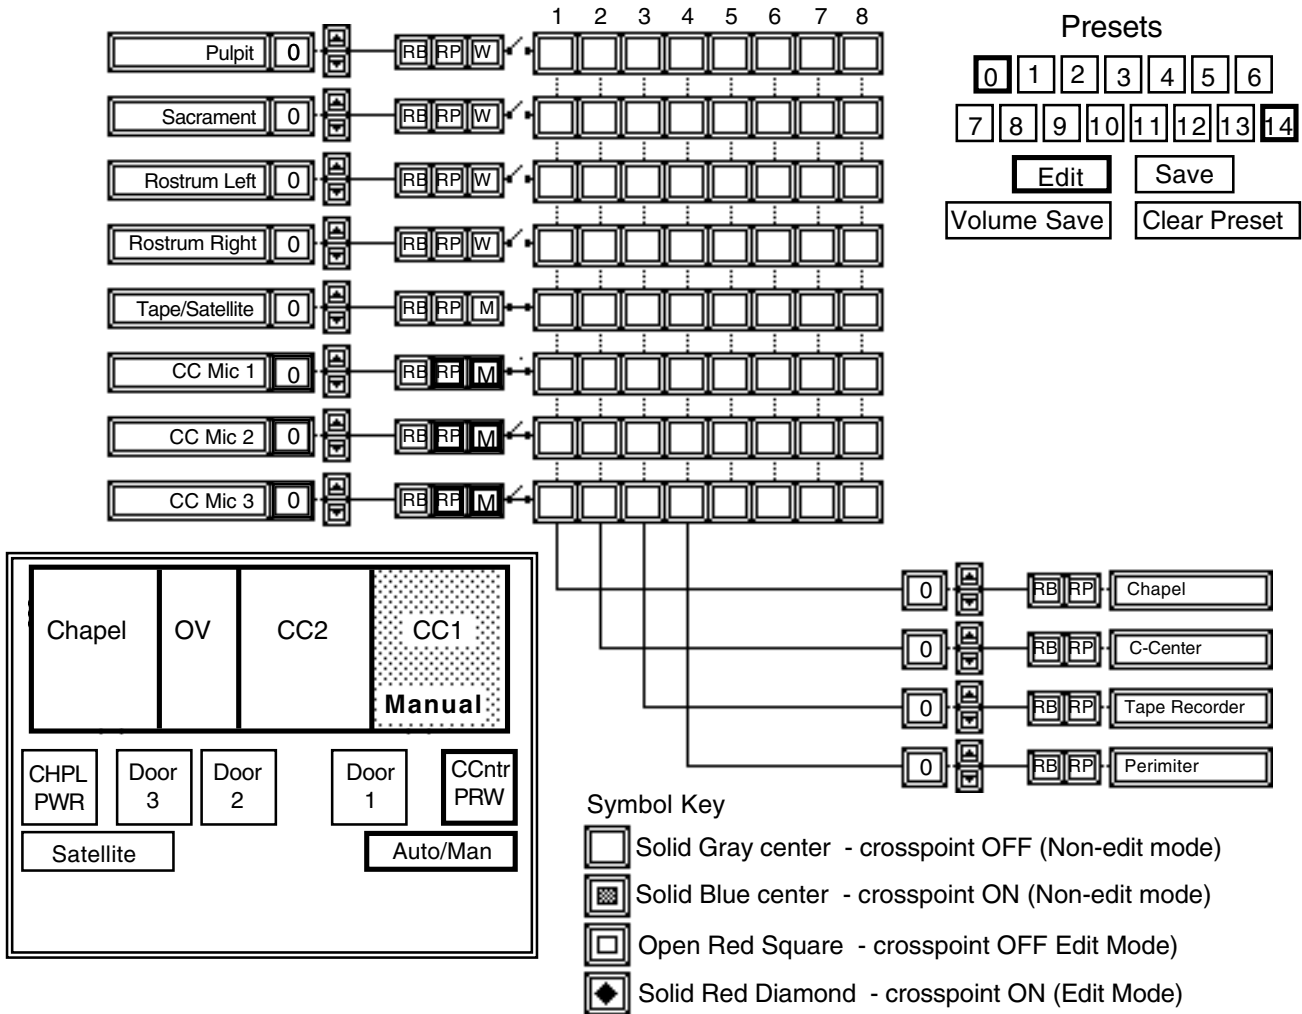 1 2 3 4 5 6 7 8
Pulpit 0 RB RP W
Sacrament 0 RB RP W
Rostrum Left 0 RB RP W
Rostrum Right 0 RB RP W
Tape/Satellite 0 RB RP M
CC Mic 1 0 RB RP M
CC Mic 2 0 RB RP M
CC Mic 3 0 RB RP M
Presets
0 1 2 3 4 5 6
7 8 9 10 11 12 13 14
Edit Save
Volume Save Clear Preset
Chapel OV CC2 CC1
Manual
CHPL PWR
Door 3
Door 2
Door 1
CCntr PRW
Satellite
Auto/Man
0 RB RP Chapel
0 RB RP C-Center
0 RB RP Tape Recorder
0 RB RP Perimiter
Symbol Key
Solid Gray center - crosspoint OFF (Non-edit mode)
Solid Blue center - crosspoint ON (Non-edit mode)
Open Red Square - crosspoint OFF Edit Mode)
Solid Red Diamond - crosspoint ON (Edit Mode)